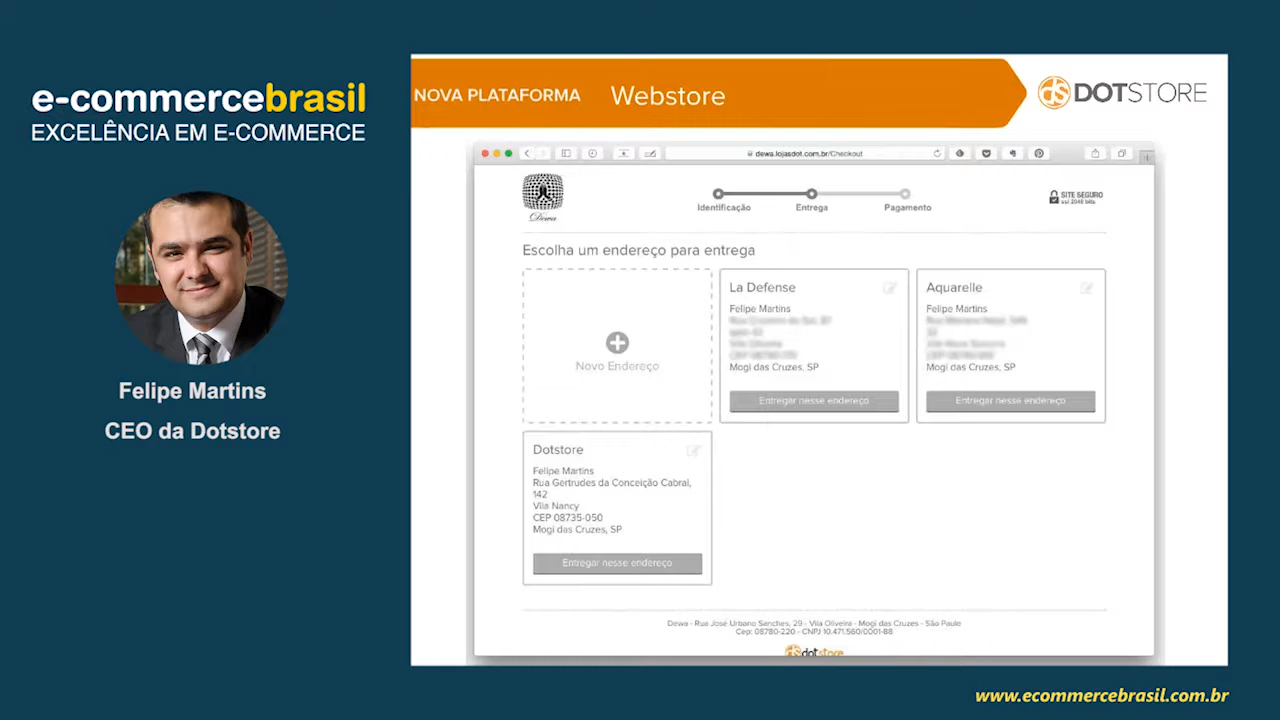 e-commercebrasil
EXCELÊNCIA EM E-COMMERCE
Felipe Martins
CEO da Dotstore
NOVA PLATAFORMA Webstore
DOTSTORE
dewa.lojasdot.com.br/Checkout
Dewa
Identificação Entrega Pagamento
SITE SEGURO
ssl 2048 bits
Escolha um endereço para entrega
Novo Endereço
La Defense
Felipe Martins
Mogi das Cruzes, SP
Entregar nesse endereço
Aquarelle
Felipe Martins
Mogi das Cruzes, SP
Entregar nesse endereço
Dotstore
Felipe Martins
Rua Gertrudes da Conceição Cabral,
142
Vila Nancy
CEP 08735-050
Mogi das Cruzes, SP
Entregar nesse endereço
Dewa - Rua José Urbano Sanches, 29 - Vila Oliveira - Mogi das Cruzes - São Paulo
Cep: 08780-220 - CNPJ 10.471.560/0001-88
dotstore
www.ecommercebrasil.com.br